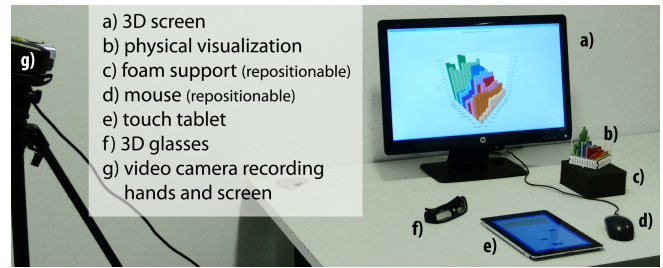 a) 3D screen
b) physical visualization
c) foam support (repositionable)
d) mouse (repositionable)
e) touch tablet
f) 3D glasses
g) video camera recording
hands and screen
g)
a)
b)
c)
d)
f)
e)
hp